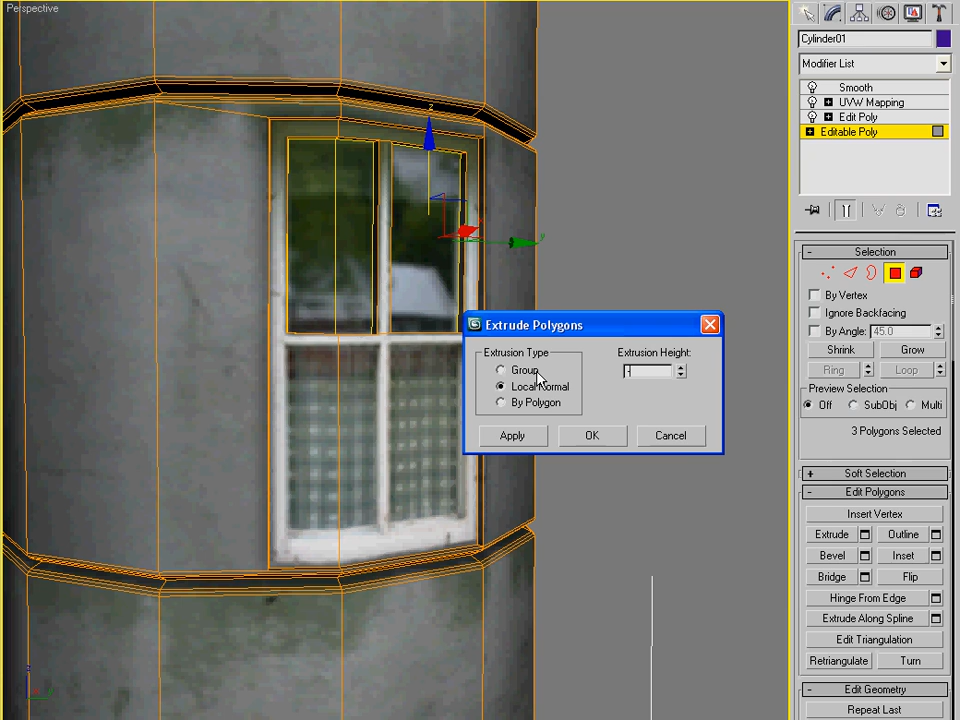 Perspective
z
y
x
Cylinder01
Modifier List
Smooth
UVW Mapping
Edit Poly
Editable Poly
- Selection
By Vertex
Ignore Backfacing
By Angle: 45.0
Shrink Grow
Ring Loop
Preview Selection
Off SubObj Multi
3 Polygons Selected
+ Soft Selection
- Edit Polygons
Insert Vertex
Extrude Outline
Bevel Inset
Bridge Flip
Hinge From Edge
Extrude Along Spline
Edit Triangulation
Retriangulate Turn
- Edit Geometry
Repeat Last
Extrude Polygons
Extrusion Type
Group
Local Normal
By Polygon
Extrusion Height:
-
Apply OK Cancel